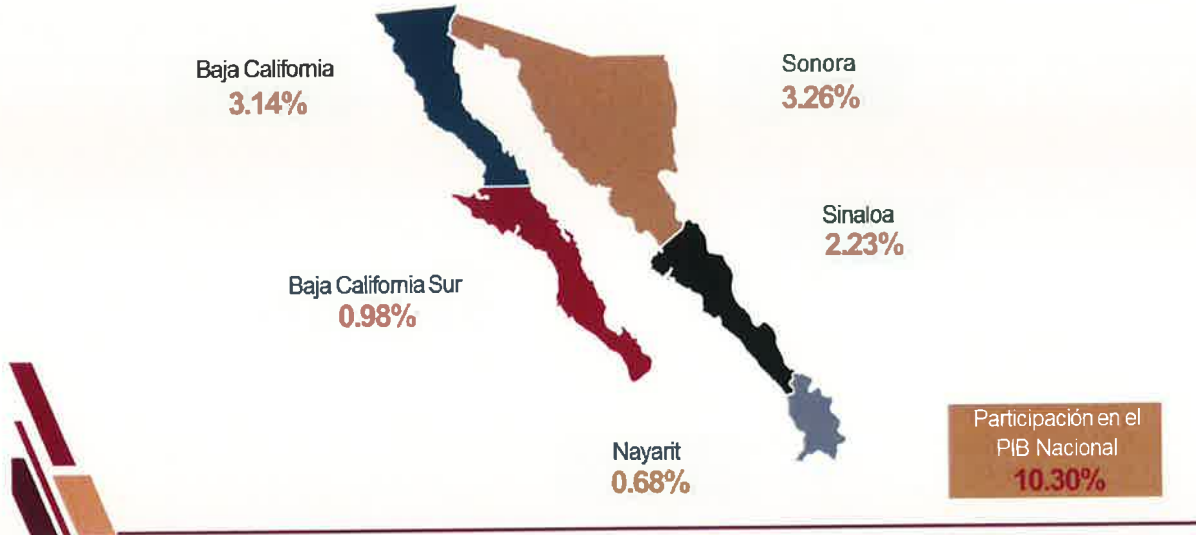 Baja California
3.14%
Sonora
3.26%
Sinaloa
2.23%
Baja California Sur
0.98%
Nayarit
0.68%
Participación en el
PIB Nacional
10.30%